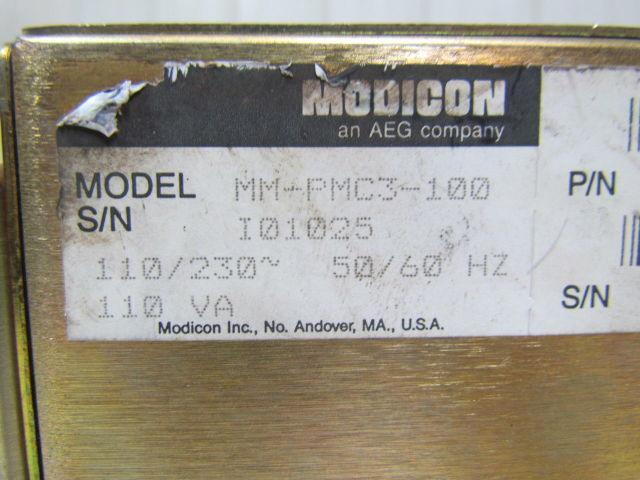 MODICON
an AEG company
MODEL MM-PMC3-100
S/N I01025
110/230~ 50/60 HZ
110 VA
Modicon Inc., No. Andover, MA., U.S.A.
P/N
S/N